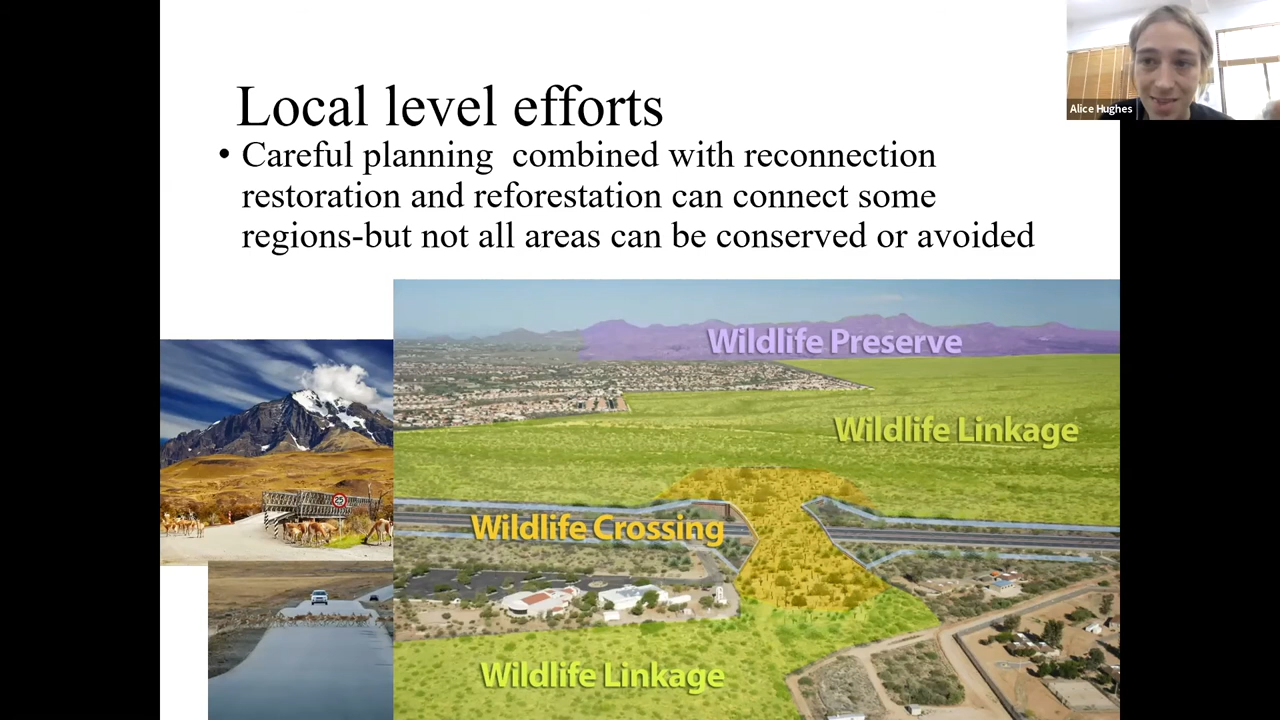 Local level efforts
• Careful planning  combined with reconnection
restoration and reforestation can connect some
regions-but not all areas can be conserved or avoided
Alice Hughes
Wildlife Preserve
Wildlife Linkage
25
Wildlife Crossing
Wildlife Linkage